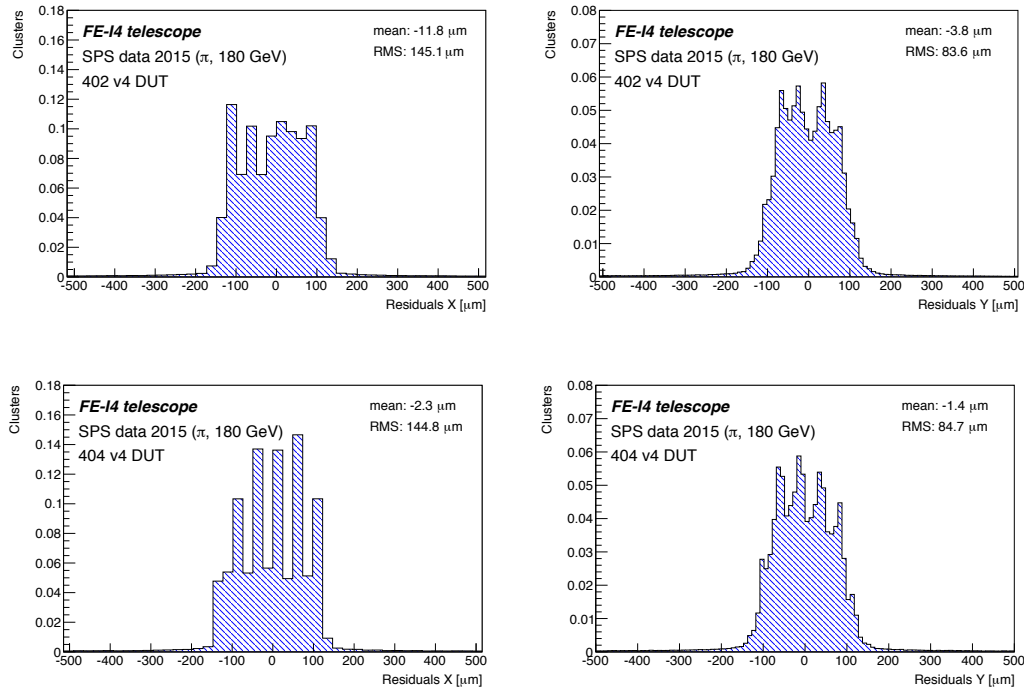 Clusters
0.18
0.16
0.14
0.12
0.1
0.08
0.06
0.04
0.02
0
FE-I4 telescope
SPS data 2015 (π, 180 GeV)
402 v4 DUT
mean: -11.8 μm
RMS: 145.1 μm
-500 -400 -300 -200 -100 0 100 200 300 400 500
Residuals X [μm]
Clusters
0.08
0.07
0.06
0.05
0.04
0.03
0.02
0.01
0
FE-I4 telescope
SPS data 2015 (π, 180 GeV)
402 v4 DUT
mean: -3.8 μm
RMS: 83.6 μm
-500 -400 -300 -200 -100 0 100 200 300 400 500
Residuals Y [μm]
Clusters
0.18
0.16
0.14
0.12
0.1
0.08
0.06
0.04
0.02
0
FE-I4 telescope
SPS data 2015 (π, 180 GeV)
404 v4 DUT
mean: -2.3 μm
RMS: 144.8 μm
-500 -400 -300 -200 -100 0 100 200 300 400 500
Residuals X [μm]
Clusters
0.08
0.07
0.06
0.05
0.04
0.03
0.02
0.01
0
FE-I4 telescope
SPS data 2015 (π, 180 GeV)
404 v4 DUT
mean: -1.4 μm
RMS: 84.7 μm
-500 -400 -300 -200 -100 0 100 200 300 400 500
Residuals Y [μm]